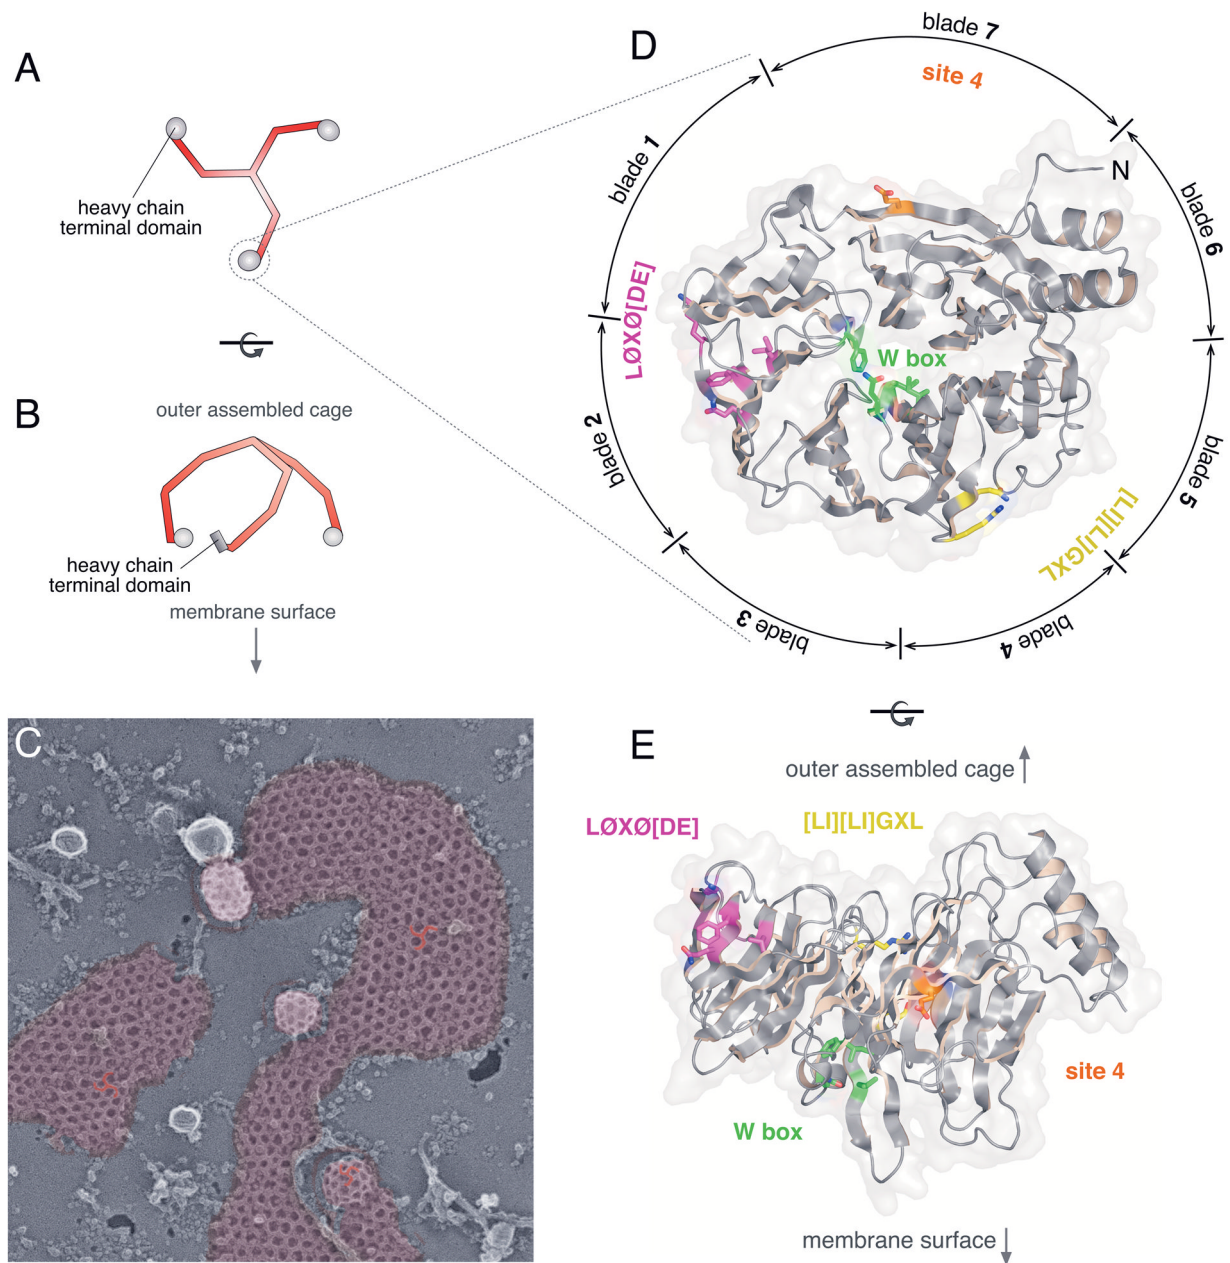 A
heavy chain
terminal domain
B
outer assembled cage
heavy chain
terminal domain
membrane surface
C
D
blade 7
site 4
blade 1
N
blade 6
LØXØ[DE]
W box
blade 2
blade 5
[LI][LI]GXL
blade 3
blade 4
E
outer assembled cage
LØXØ[DE]
[LI][LI]GXL
site 4
W box
membrane surface